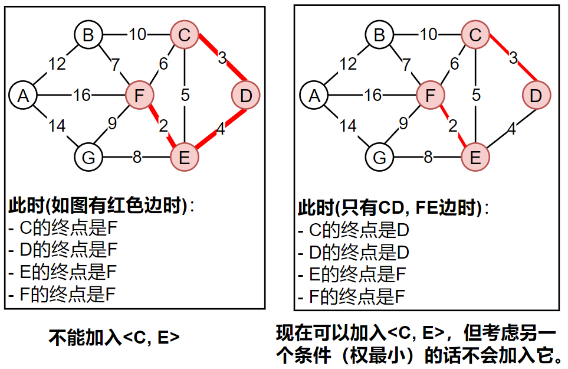 B 10 C
12 7 6 3
A 16 F 5 D
14 9 2 4
G 8 E
此时(如图有红色边时)：
- C的终点是F
- D的终点是F
- E的终点是F
- F的终点是F
不能加入<C, E>
B 10 C
12 7 6 3
A 16 F 5 D
14 9 2 4
G 8 E
此时(只有CD, FE边时)：
- C的终点是D
- D的终点是D
- E的终点是F
- F的终点是F
现在可以加入<C, E>，但考虑另一
个条件（权最小）的话不会加入它。